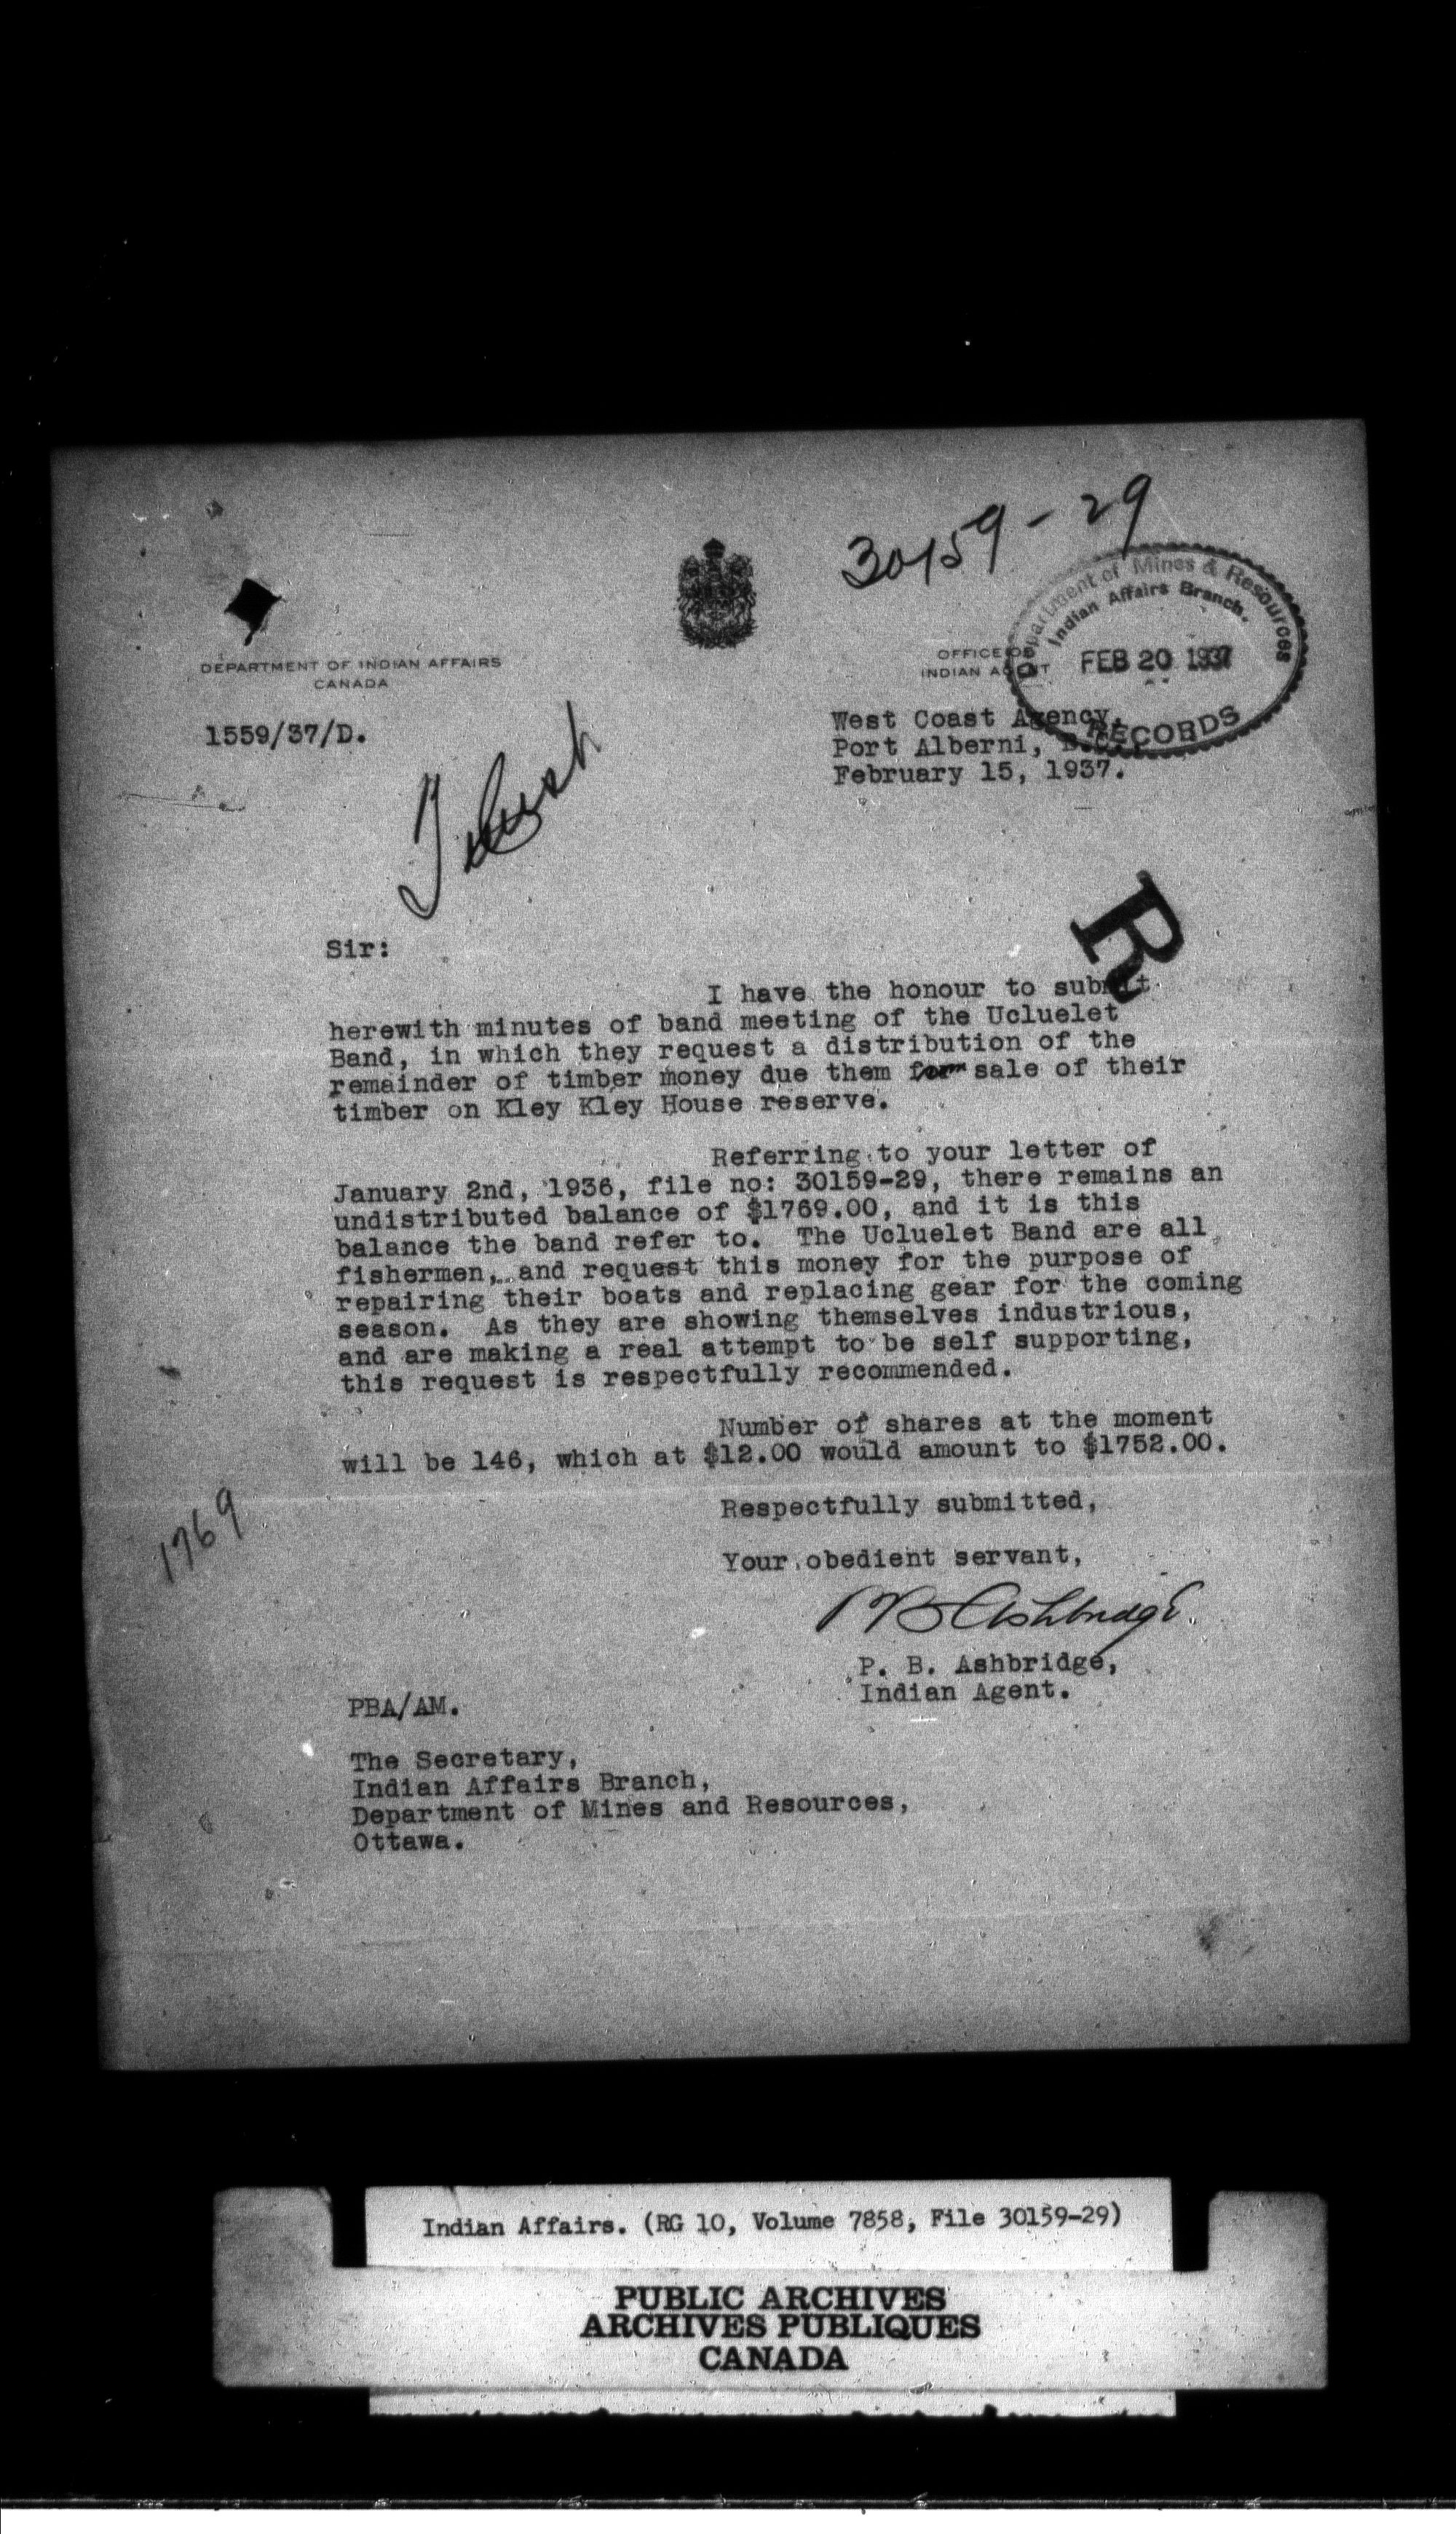 30159-29
Department of Mines & Resources
Indian Affairs Branch.
FEB 20 1937
RECORDS
DEPARTMENT OF INDIAN AFFAIRS
CANADA
OFFICE OF
INDIAN AGENT
1559/37/D.
West Coast Agency,
Port Alberni, B.C.,
February 15, 1937.
R
Sir:
I have the honour to submit
herewith minutes of band meeting of the Ucluelet
Band, in which they request a distribution of the
remainder of timber money due them from sale of their
timber on Kley Kley House reserve.
Referring to your letter of
January 2nd, 1936, file no: 30159-29, there remains an
undistributed balance of $1769.00, and it is this
balance the band refer to. The Ucluelet Band are all
fishermen, and request this money for the purpose of
repairing their boats and replacing gear for the coming
season. As they are showing themselves industrious,
and are making a real attempt to be self supporting,
this request is respectfully recommended.
Number of shares at the moment
will be 146, which at $12.00 would amount to $1752.00.
1769
Respectfully submitted,
Your obedient servant,
PB Ashbridge.
P. B. Ashbridge,
Indian Agent.
PBA/AM.
The Secretary,
Indian Affairs Branch,
Department of Mines and Resources,
Ottawa.
Indian Affairs. (RG 10, Volume 7858, File 30159-29)
PUBLIC ARCHIVES
ARCHIVES PUBLIQUES
CANADA